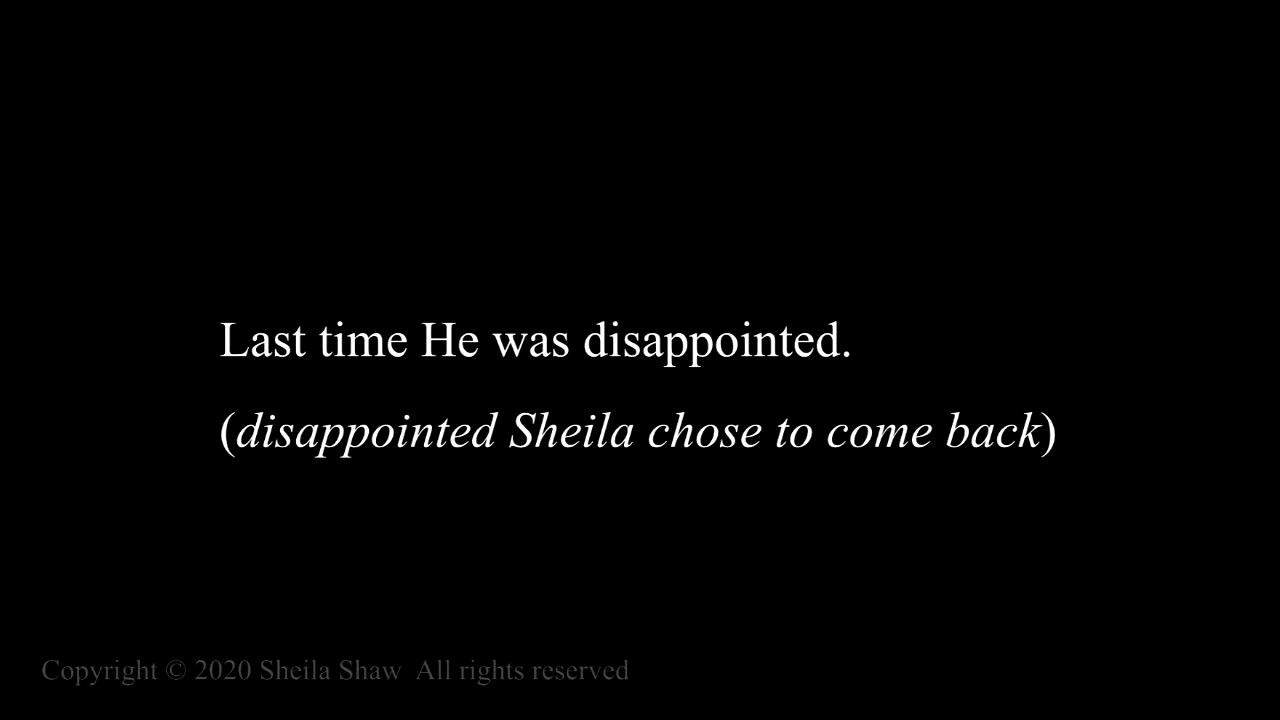 Last time He was disappointed.
(disappointed Sheila chose to come back)
Copyright © 2020 Sheila Shaw  All rights reserved